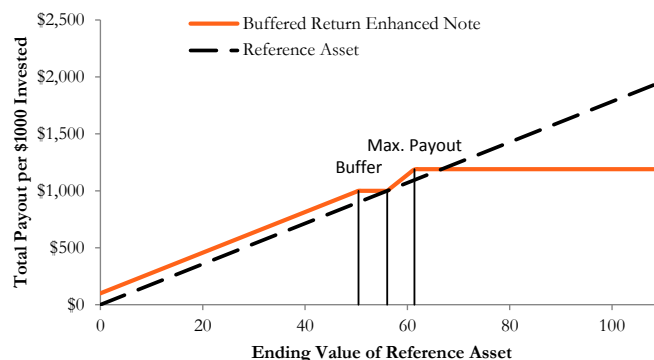 $2,500
Buffered Return Enhanced Note
Reference Asset
$2,000
$1,500
Max. Payout
Buffer
$1,000
$500
$0
0 20 40 60 80 100
Total Payout per $1000 Invested
Ending Value of Reference Asset